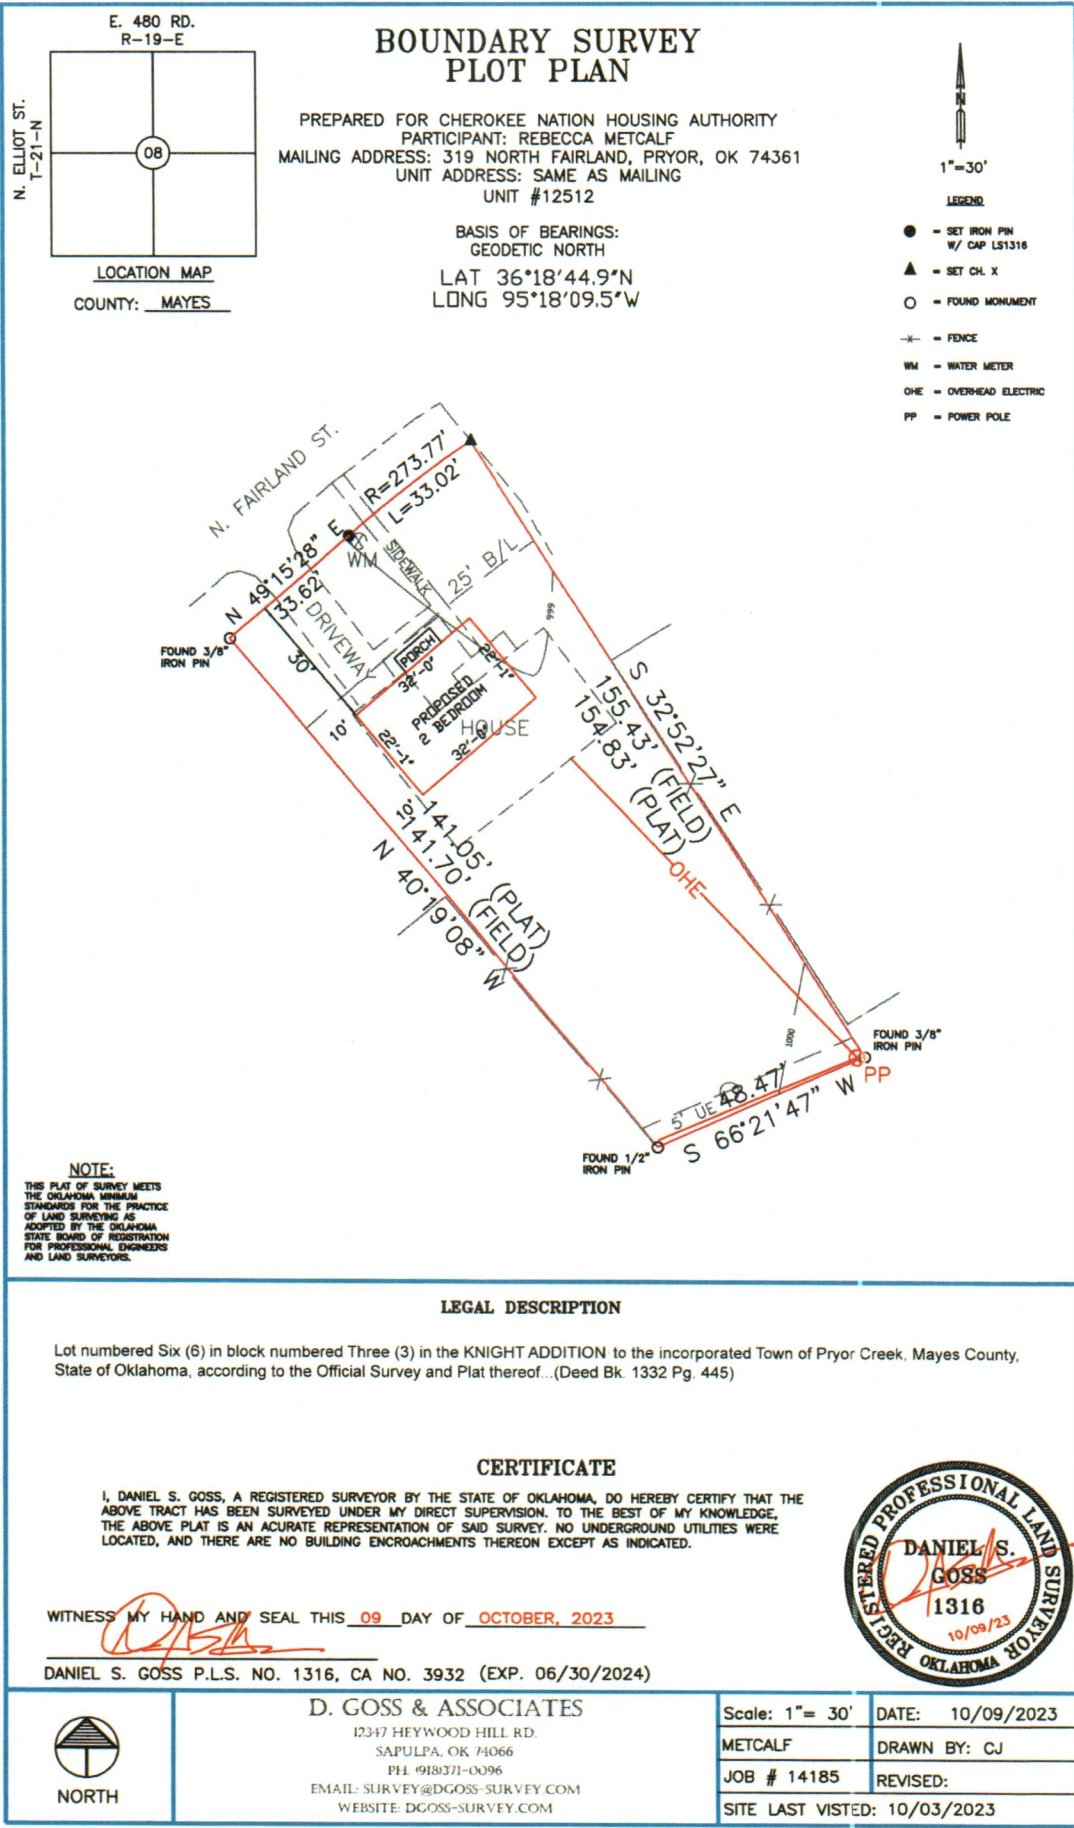 E. 480 RD.
R-19-E
N. ELLIOT ST.
T-21-N
08
LOCATION MAP
COUNTY: MAYES
BOUNDARY SURVEY
PLOT PLAN
PREPARED FOR CHEROKEE NATION HOUSING AUTHORITY
PARTICIPANT: REBECCA METCALF
MAILING ADDRESS: 319 NORTH FAIRLAND, PRYOR, OK 74361
UNIT ADDRESS: SAME AS MAILING
UNIT #12512
BASIS OF BEARINGS:
GEODETIC NORTH
LAT 36°18'44.9"N
LONG 95°18'09.5"W
N
1"=30'
LEGEND
= SET IRON PIN
W/ CAP LS1316
= SET CH. X
= FOUND MONUMENT
= FENCE
WM = WATER METER
OHE = OVERHEAD ELECTRIC
PP = POWER POLE
N. FAIRLAND ST.
R=273.77'
L=33.02'
N 49°15'28" E
33.62'
WM
SIDEWALK
25' B/L
999
DRIVEWAY
FOUND 3/8"
IRON PIN
30'
PORCH
32'-0"
22'-1"
PROPOSED
2 BEDROOM
HOUSE
10'
22'-1"
32'-0"
S 32°52'27" E
155.43' (FIELD)
154.83' (PLAT)
10'
141.05' (PLAT)
141.70' (FIELD)
N 40°19'08" W
OHE
1000
FOUND 3/8"
IRON PIN
PP
5' UE
48.47'
S 66°21'47" W
FOUND 1/2"
IRON PIN
NOTE:
THIS PLAT OF SURVEY MEETS
THE OKLAHOMA MINIMUM
STANDARDS FOR THE PRACTICE
OF LAND SURVEYING AS
ADOPTED BY THE OKLAHOMA
STATE BOARD OF REGISTRATION
FOR PROFESSIONAL ENGINEERS
AND LAND SURVEYORS.
LEGAL DESCRIPTION
Lot numbered Six (6) in block numbered Three (3) in the KNIGHT ADDITION to the incorporated Town of Pryor Creek, Mayes County,
State of Oklahoma, according to the Official Survey and Plat thereof...(Deed Bk. 1332 Pg. 445)
CERTIFICATE
I, DANIEL S. GOSS, A REGISTERED SURVEYOR BY THE STATE OF OKLAHOMA, DO HEREBY CERTIFY THAT THE
ABOVE TRACT HAS BEEN SURVEYED UNDER MY DIRECT SUPERVISION. TO THE BEST OF MY KNOWLEDGE,
THE ABOVE PLAT IS AN ACURATE REPRESENTATION OF SAID SURVEY. NO UNDERGROUND UTILITIES WERE
LOCATED, AND THERE ARE NO BUILDING ENCROACHMENTS THEREON EXCEPT AS INDICATED.
WITNESS MY HAND AND SEAL THIS 09 DAY OF OCTOBER, 2023
DANIEL S. GOSS P.L.S. NO. 1316, CA NO. 3932 (EXP. 06/30/2024)
REGISTERED PROFESSIONAL LAND SURVEYOR
DANIEL S.
GOSS
1316
10/09/23
OKLAHOMA
NORTH
D. GOSS & ASSOCIATES
12347 HEYWOOD HILL RD.
SAPULPA, OK 74066
PH. (918)371-0096
EMAIL: SURVEY@DGOSS-SURVEY.COM
WEBSITE: DGOSS-SURVEY.COM
Scale: 1"= 30'
DATE: 10/09/2023
METCALF
DRAWN BY: CJ
JOB # 14185
REVISED:
SITE LAST VISTED: 10/03/2023